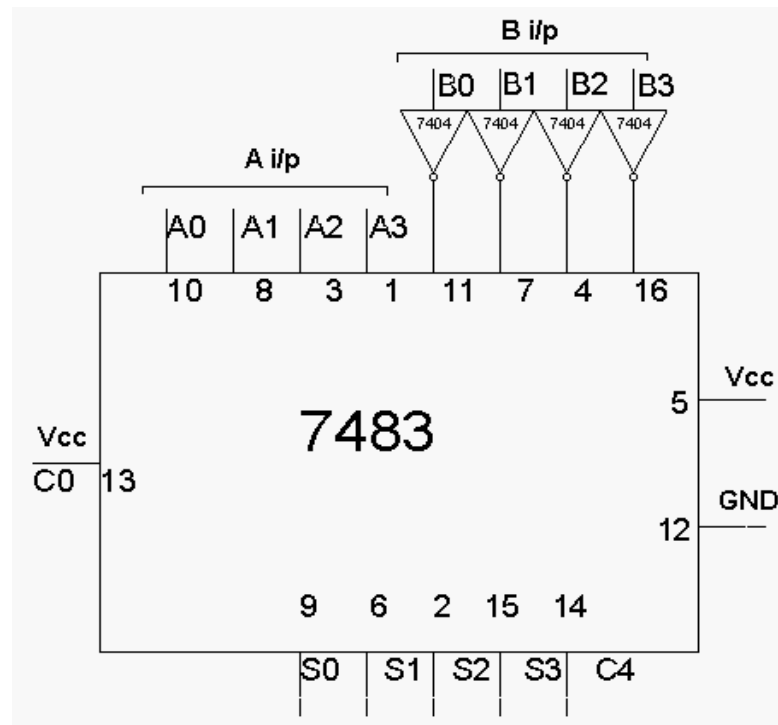 B i/p
B0 B1 B2 B3
7404 7404 7404 7404
A i/p
A0 A1 A2 A3
10 8 3 1 11 7 4 16
Vcc
5
7483
Vcc
C0 13
GND
12
9 6 2 15 14
S0 S1 S2 S3 C4